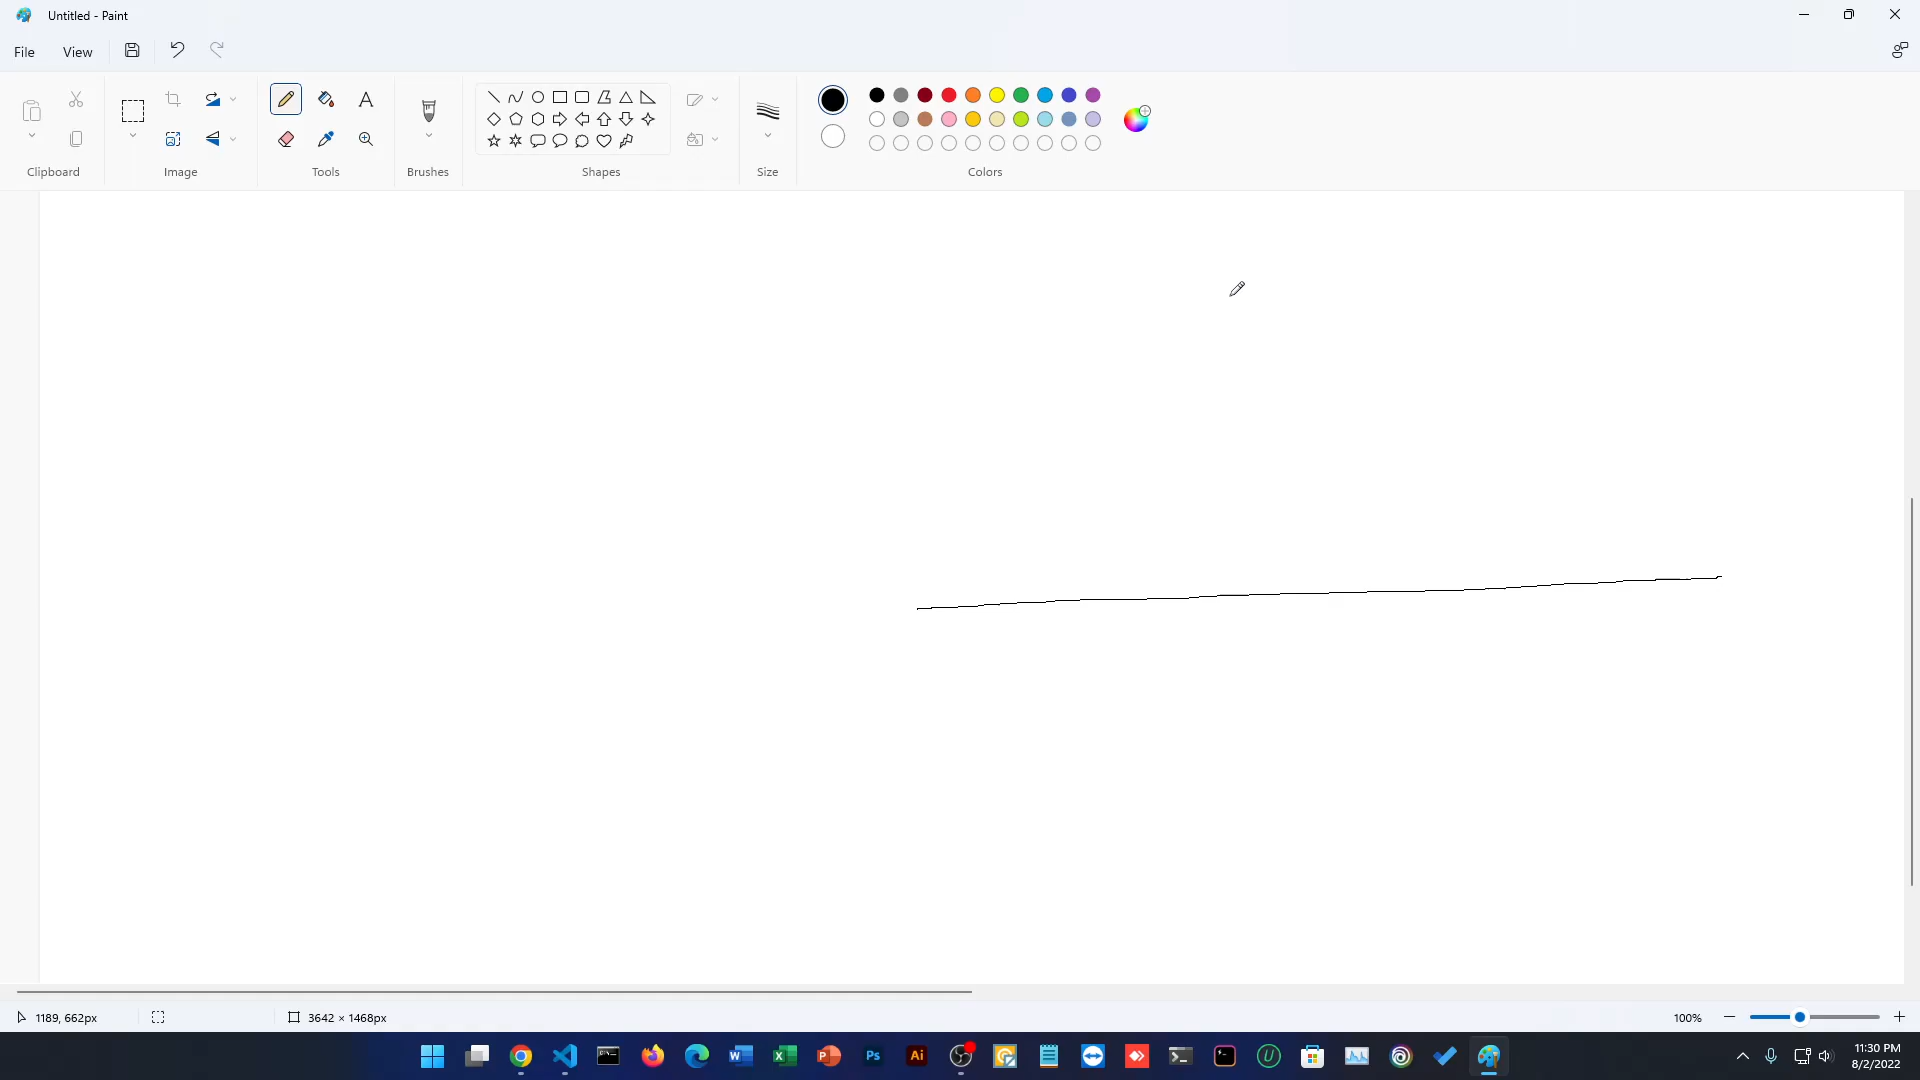 Untitled - Paint
File View
Clipboard Image Tools Brushes Shapes Size Colors
1189, 662px 3642 × 1468px 100%
11:30 PM
8/2/2022